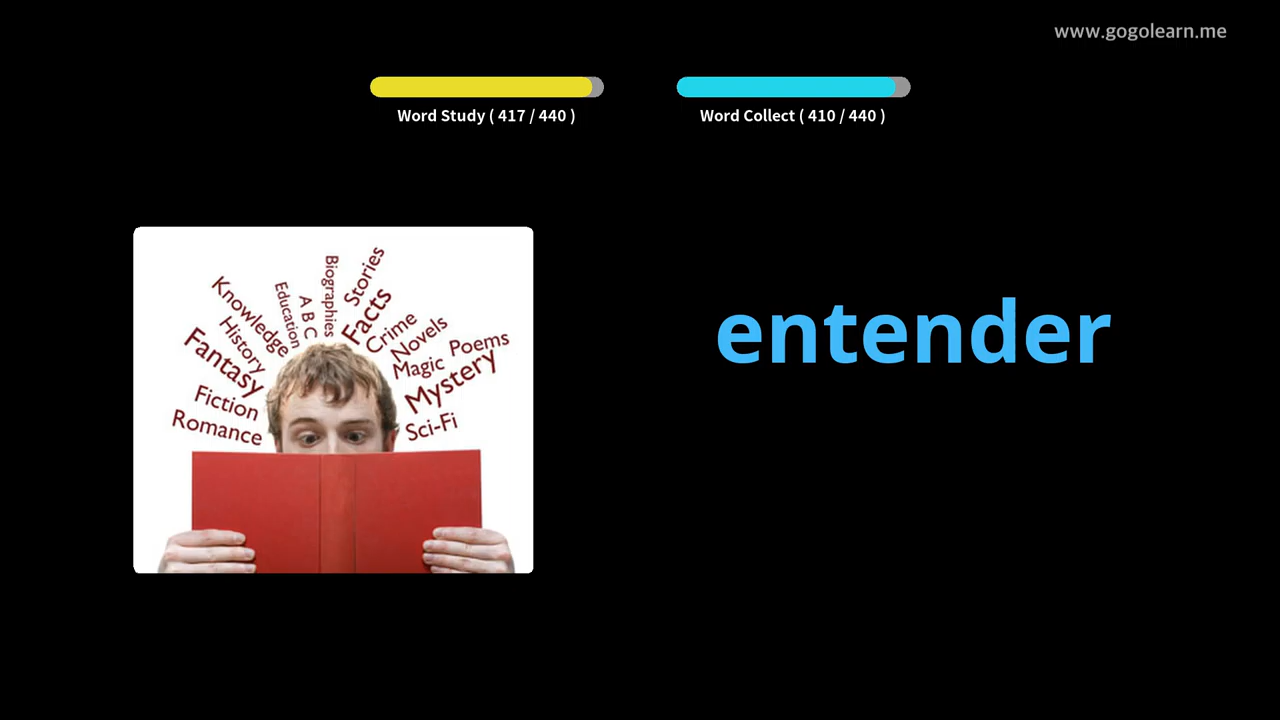 www.gogolearn.me
Word Study ( 417 / 440 )
Word Collect ( 410 / 440 )
Romance
Fiction
Fantasy
History
Knowledge
Education
A B C
Biographies
Stories
Facts
Crime
Novels
Magic
Poems
Mystery
Sci-Fi
entender